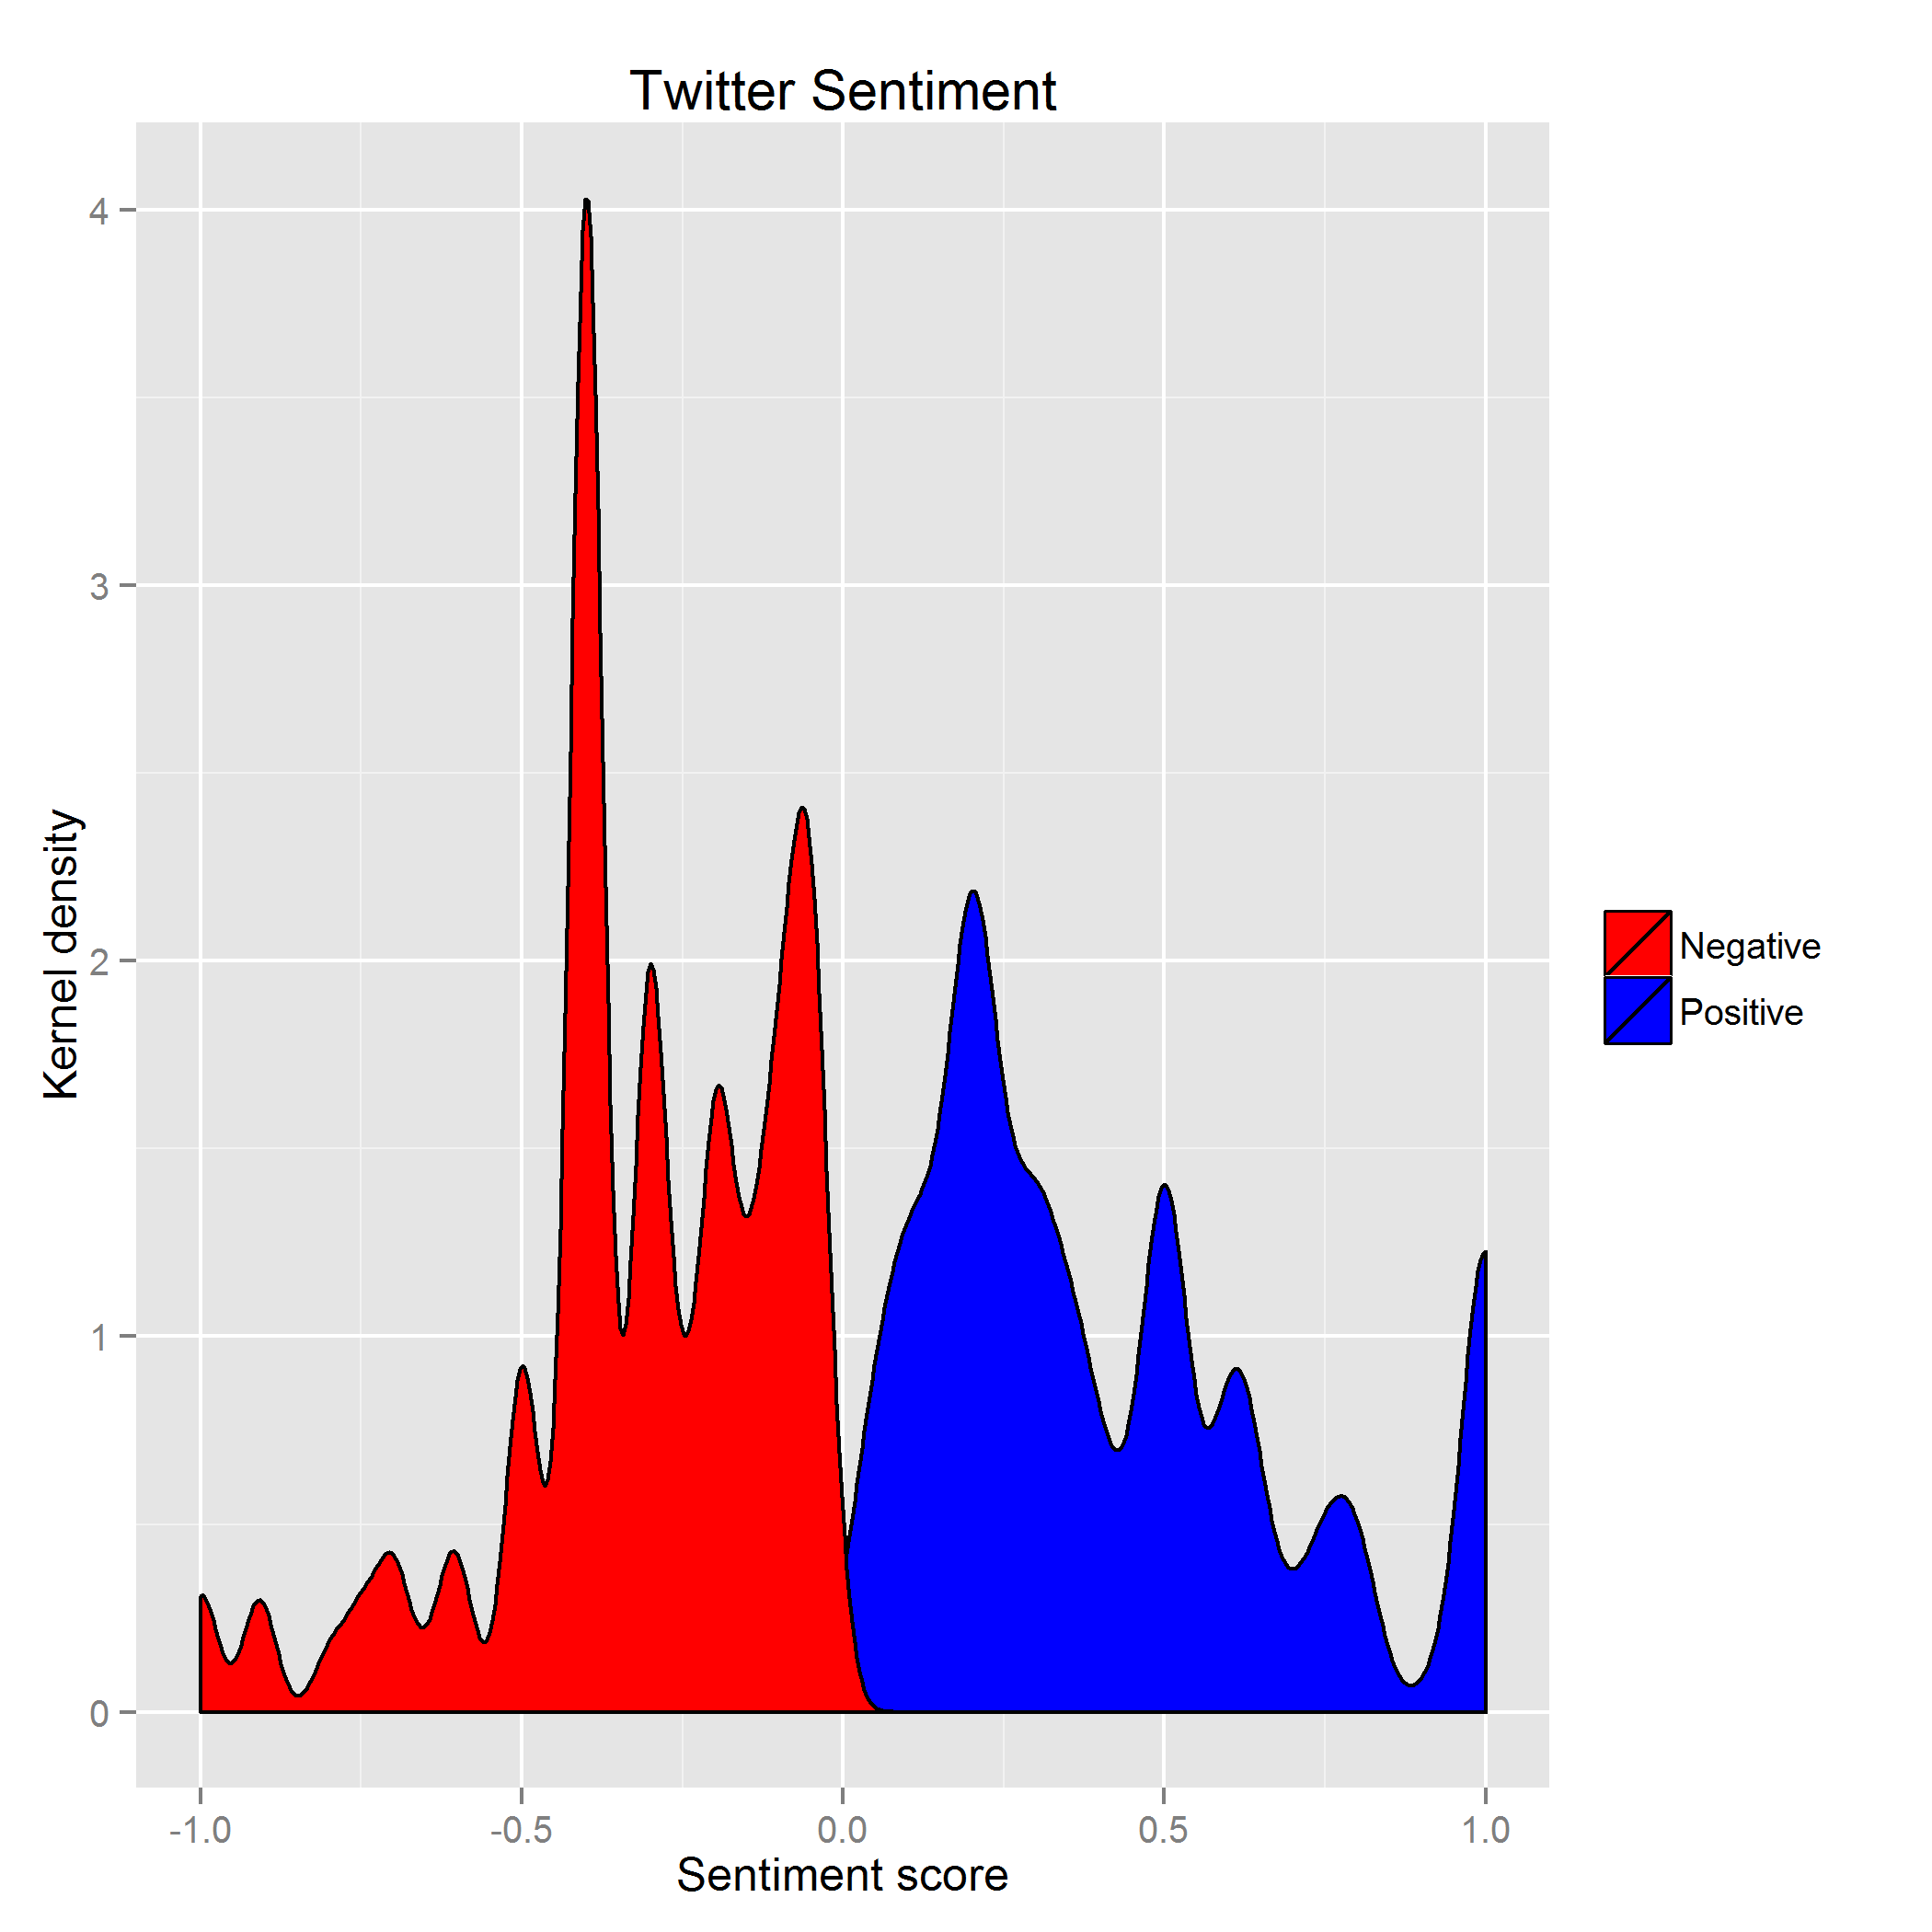 Twitter Sentiment
4
3
2
1
0
Kernel density
-1.0 -0.5 0.0 0.5 1.0
Sentiment score
Negative
Positive